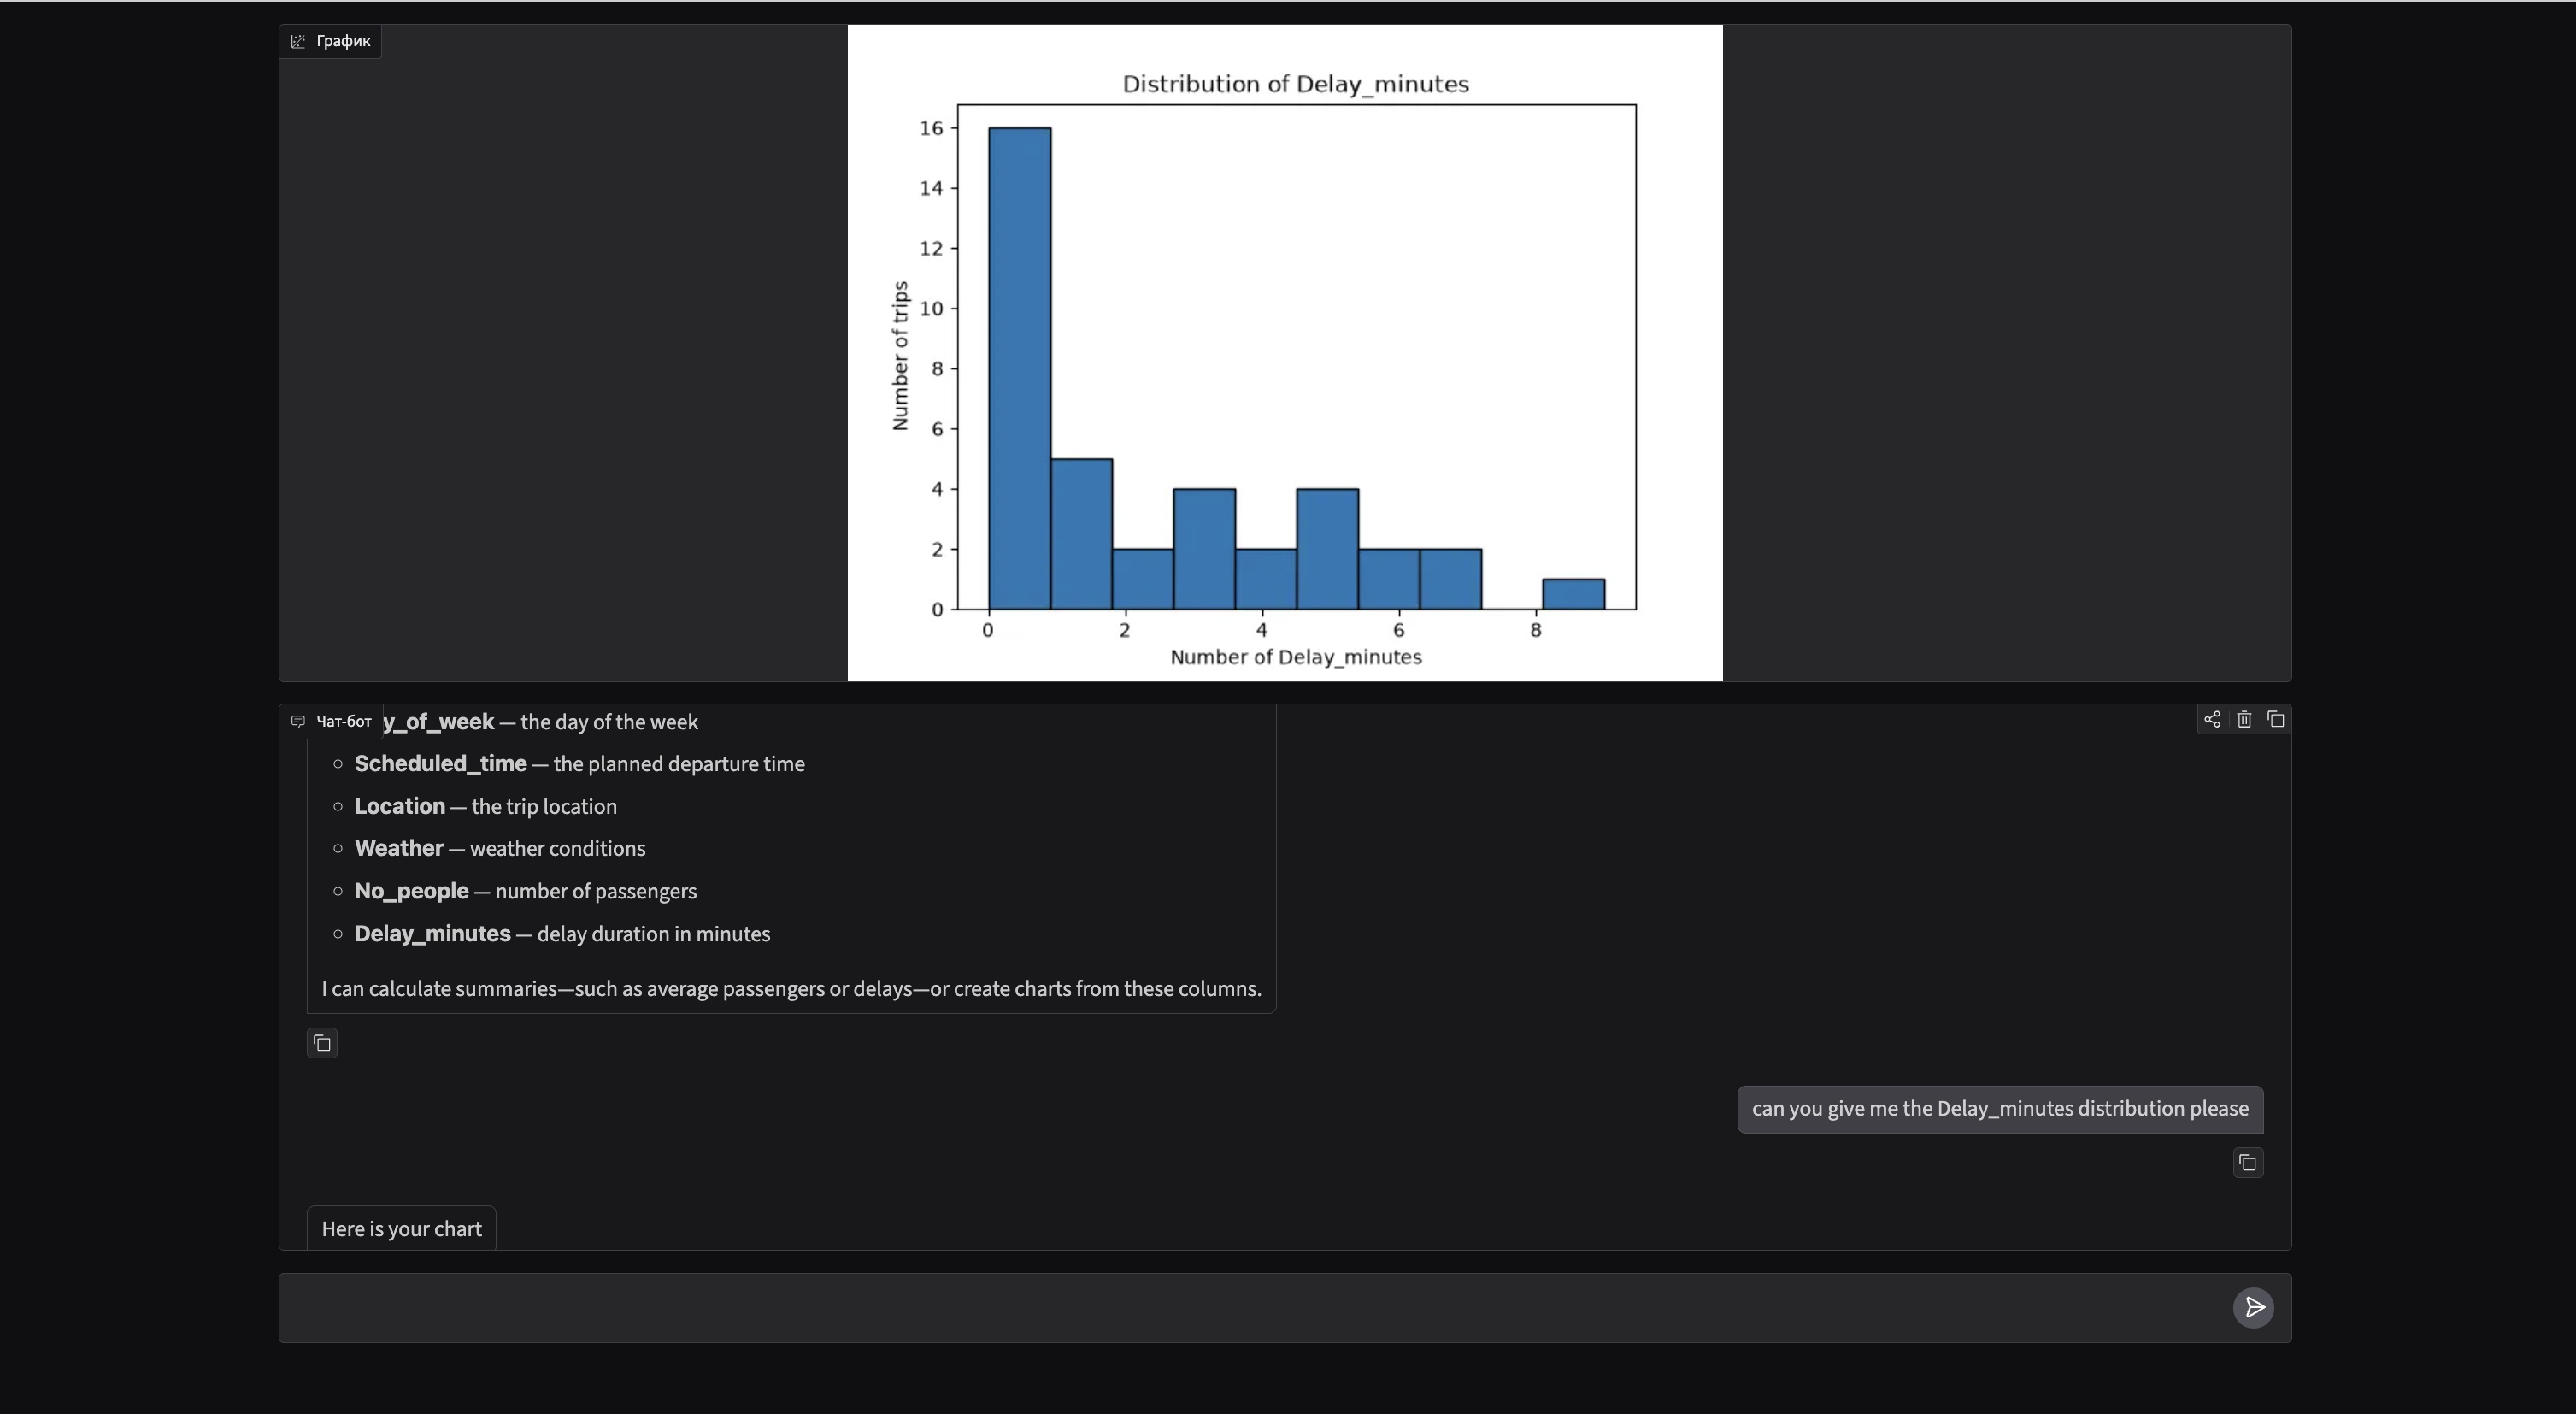 График
Distribution of Delay_minutes
16
14
12
10
8
6
4
2
0
Number of trips
0 2 4 6 8
Number of Delay_minutes
Чат-бот
y_of_week — the day of the week
Scheduled_time — the planned departure time
Location — the trip location
Weather — weather conditions
No_people — number of passengers
Delay_minutes — delay duration in minutes
I can calculate summaries—such as average passengers or delays—or create charts from these columns.
can you give me the Delay_minutes distribution please
Here is your chart